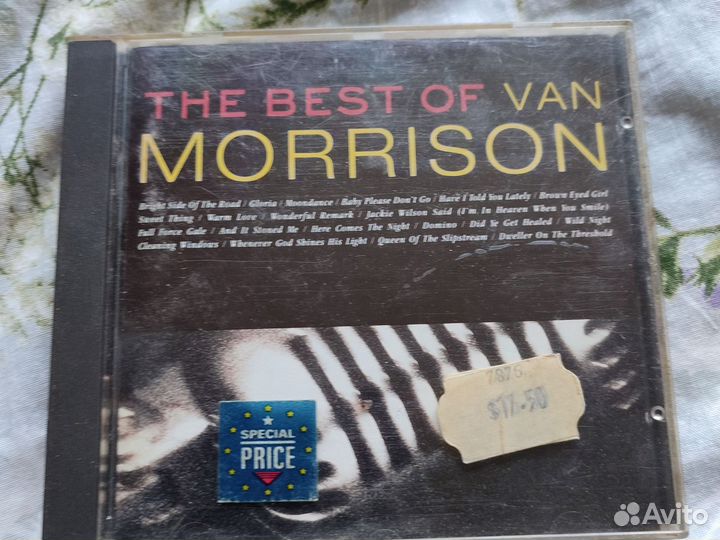 THE BEST OF VAN
MORRISON
Bright Side Of The Road / Gloria / Moondance / Baby Please Don't Go / Have I Told You Lately / Brown Eyed Girl
Sweet Thing / Warm Love / Wonderful Remark / Jackie Wilson Said (I'm In Heaven When You Smile)
Full Force Gale / And It Stoned Me / Here Comes The Night / Domino / Did Ye Get Healed / Wild Night
Cleaning Windows / Whenever God Shines His Light / Queen Of The Slipstream / Dweller On The Threshold
SPECIAL
PRICE
Avito